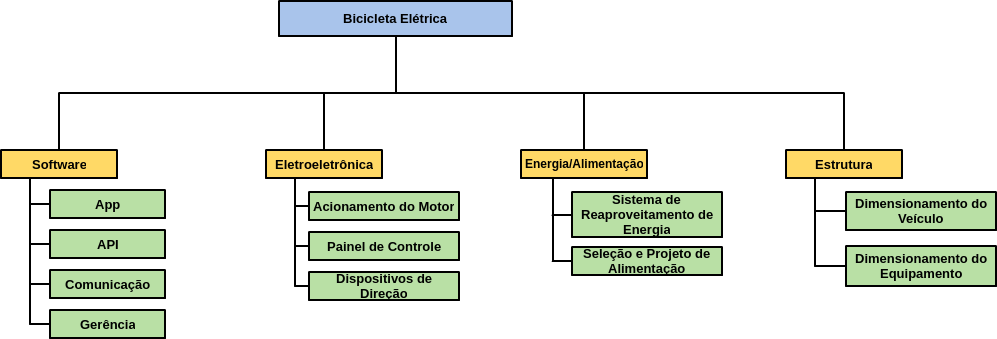 Bicicleta Elétrica
Software
App
API
Comunicação
Gerência
Eletroeletrônica
Acionamento do Motor
Painel de Controle
Dispositivos de
Direção
Energia/Alimentação
Sistema de
Reaproveitamento de
Energia
Seleção e Projeto de
Alimentação
Estrutura
Dimensionamento do
Veículo
Dimensionamento do
Equipamento